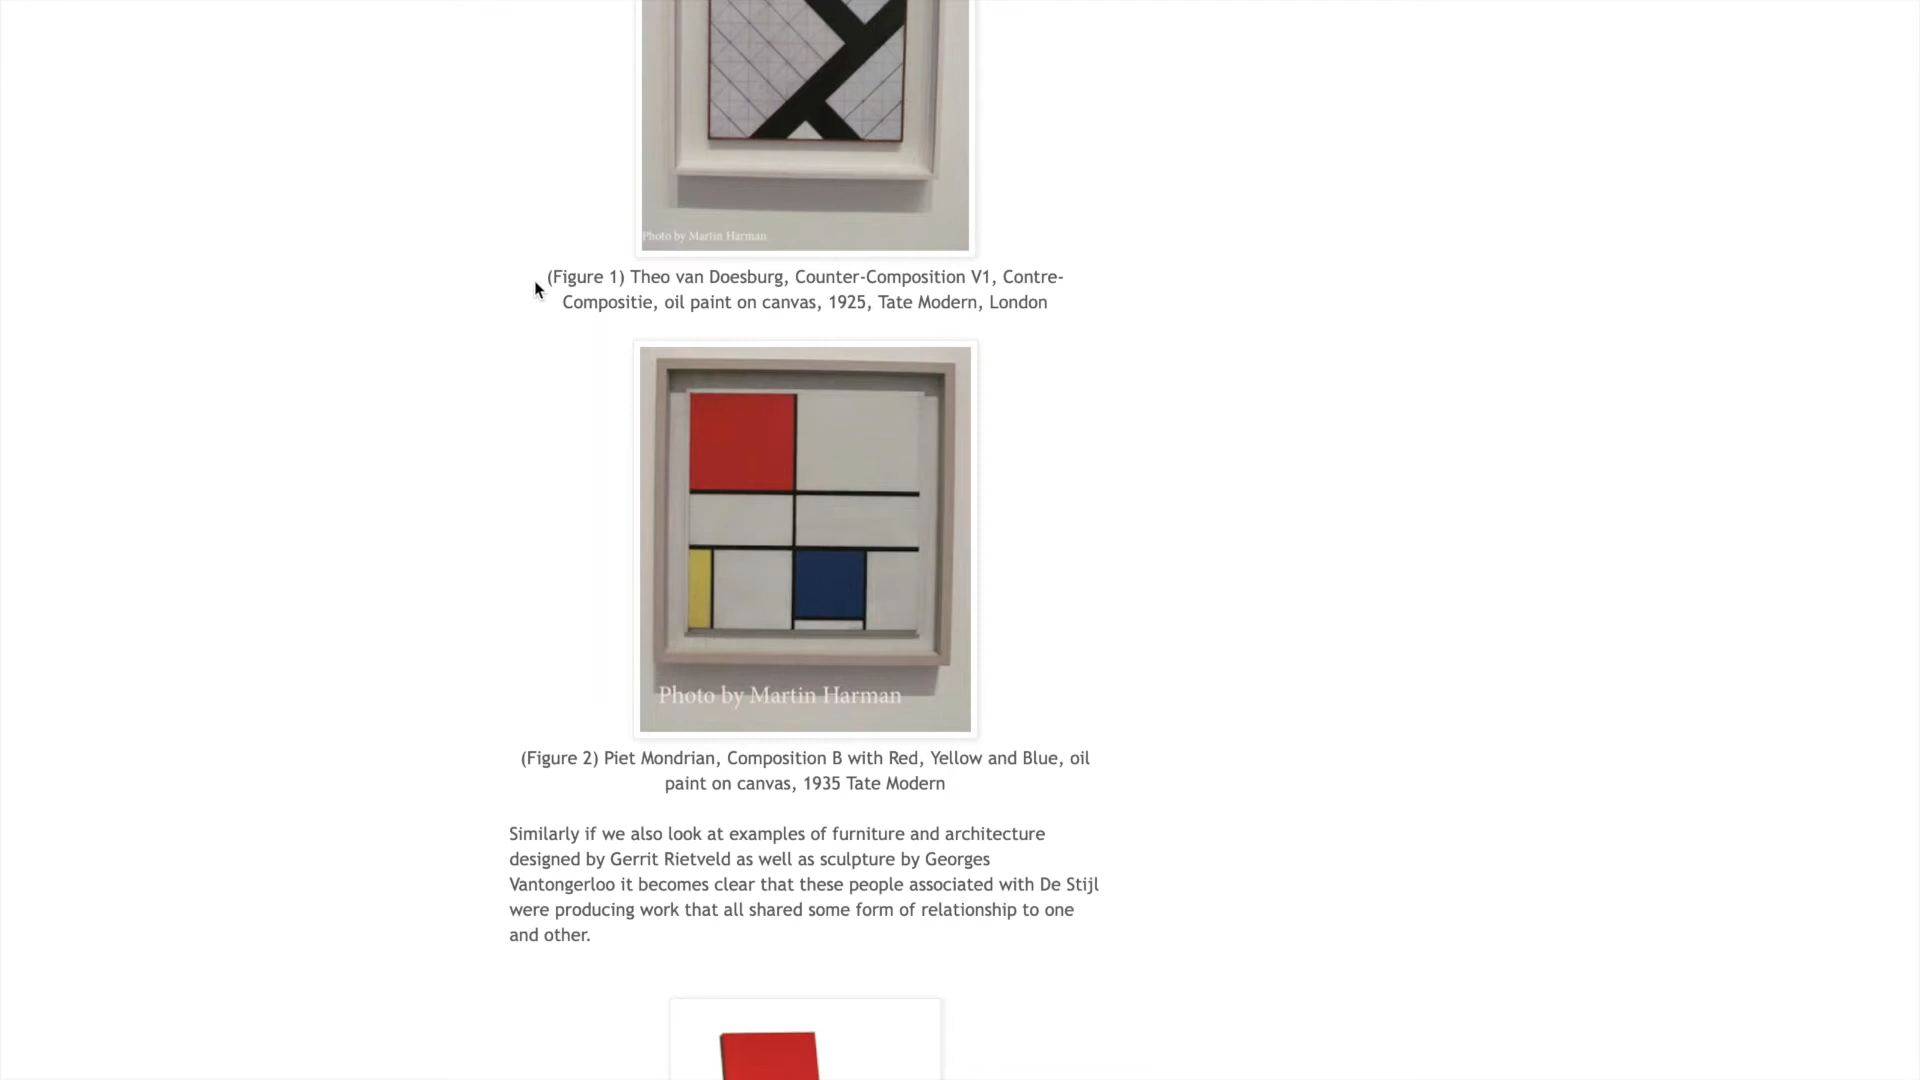 Photo by Martin Harman
(Figure 1) Theo van Doesburg, Counter-Composition V1, Contre-
Compositie, oil paint on canvas, 1925, Tate Modern, London
Photo by Martin Harman
(Figure 2) Piet Mondrian, Composition B with Red, Yellow and Blue, oil
paint on canvas, 1935 Tate Modern
Similarly if we also look at examples of furniture and architecture
designed by Gerrit Rietveld as well as sculpture by Georges
Vantongerloo it becomes clear that these people associated with De Stijl
were producing work that all shared some form of relationship to one
and other.